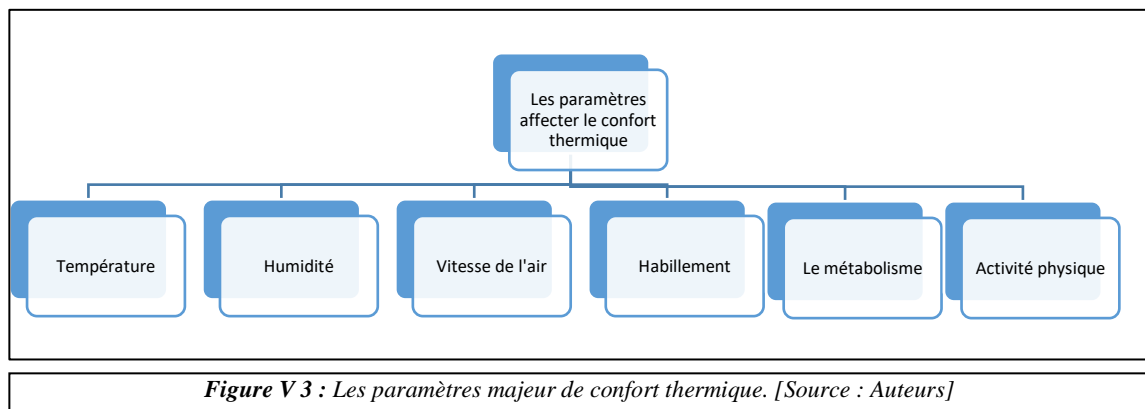 Les paramètres
affecter le confort
thermique
Température
Humidité
Vitesse de l'air
Habillement
Le métabolisme
Activité physique
Figure V 3 : Les paramètres majeur de confort thermique. [Source : Auteurs]